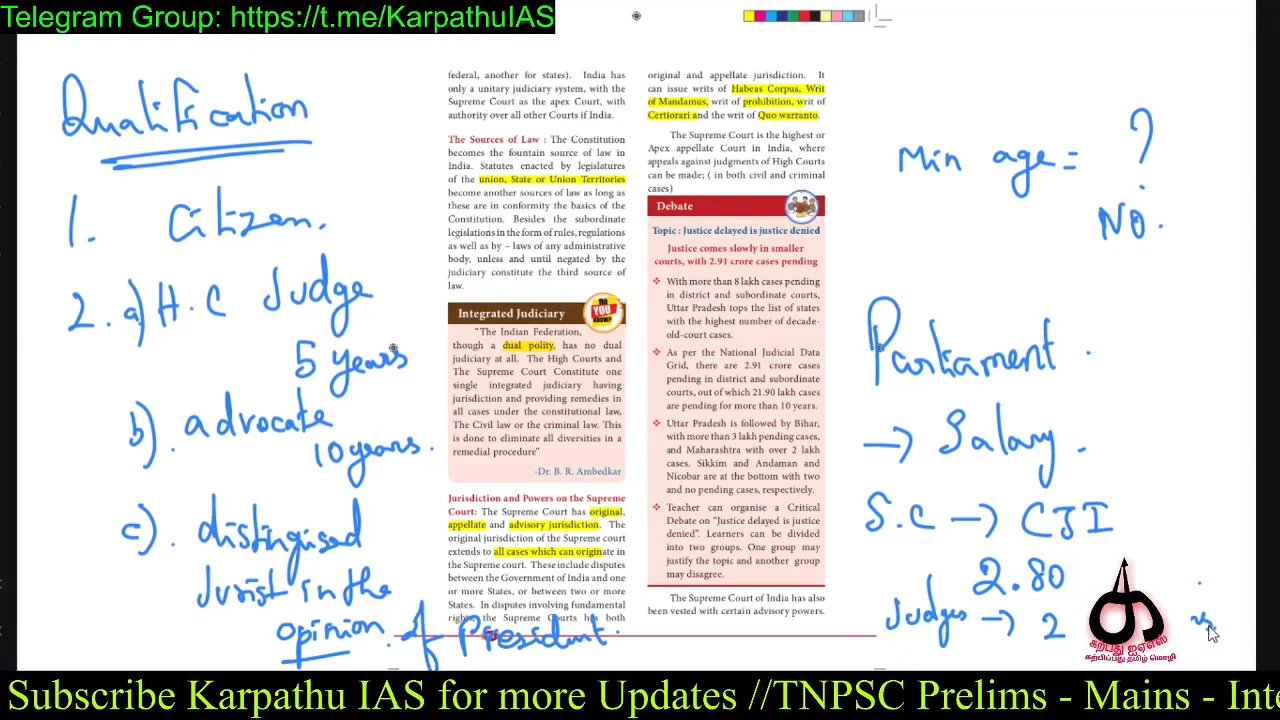 Telegram Group: https://t.me/KarpathuIAS
Qualification
1. Citizen.
2. a) H.C Judge
5 years
b). advocate
10 years.
c). distingised
Jurist in the
opinion of President.
federal, another for states). India has
only a unitary judiciary system, with the
Supreme Court as the apex Court, with
authority over all other Courts if India.
The Sources of Law : The Constitution
becomes the fountain source of law in
India. Statutes enacted by legislatures
of the union, State or Union Territories
become another sources of law as long as
these are in conformity the basics of the
Constitution. Besides the subordinate
legislations in the form of rules, regulations
as well as by – laws of any administrative
body, unless and until negated by the
judiciary constitute the third source of
law.
Integrated Judiciary
DO YOU KNOW?
"The Indian Federation,
though a dual polity, has no dual
judiciary at all. The High Courts and
The Supreme Court Constitute one
single integrated judiciary having
jurisdiction and providing remedies in
all cases under the constitutional law,
The Civil law or the criminal law. This
is done to eliminate all diversities in a
remedial procedure"
-Dr. B. R. Ambedkar
Jurisdiction and Powers on the Supreme
Court: The Supreme Court has original,
appellate and advisory jurisdiction. The
original jurisdiction of the Supreme court
extends to all cases which can originate in
the Supreme court. These include disputes
between the Government of India and one
or more States, or between two or more
States. In disputes involving fundamental
rights, the Supreme Courts has both
original and appellate jurisdiction. It
can issue writs of Habeas Corpus, Writ
of Mandamus, writ of prohibition, writ of
Certiorari and the writ of Quo warranto.
The Supreme Court is the highest or
Apex appellate Court in India, where
appeals against judgments of High Courts
can be made; ( in both civil and criminal
cases)
Debate
Topic : Justice delayed is justice denied
Justice comes slowly in smaller
courts, with 2.91 crore cases pending
❖ With more than 8 lakh cases pending
in district and subordinate courts,
Uttar Pradesh tops the list of states
with the highest number of decade-
old-court cases.
❖ As per the National Judicial Data
Grid, there are 2.91 crore cases
pending in district and subordinate
courts, out of which 21.90 lakh cases
are pending for more than 10 years.
❖ Uttar Pradesh is followed by Bihar,
with more than 3 lakh pending cases,
and Maharashtra with over 2 lakh
cases. Sikkim and Andaman and
Nicobar are at the bottom with two
and no pending cases, respectively.
❖ Teacher can organise a Critical
Debate on "Justice delayed is justice
denied". Learners can be divided
into two groups. One group may
justify the topic and another group
may disagree.
The Supreme Court of India has also
been vested with certain advisory powers.
Min age = ?
No.
Parliament.
→ Salary.
S.C → CJI
2.80
Judges → 2
கற்பது ஐஏஎஸ்
கற்பிப்பது தமிழ் மொழி
Subscribe Karpathu IAS for more Updates //TNPSC Prelims - Mains - Inte